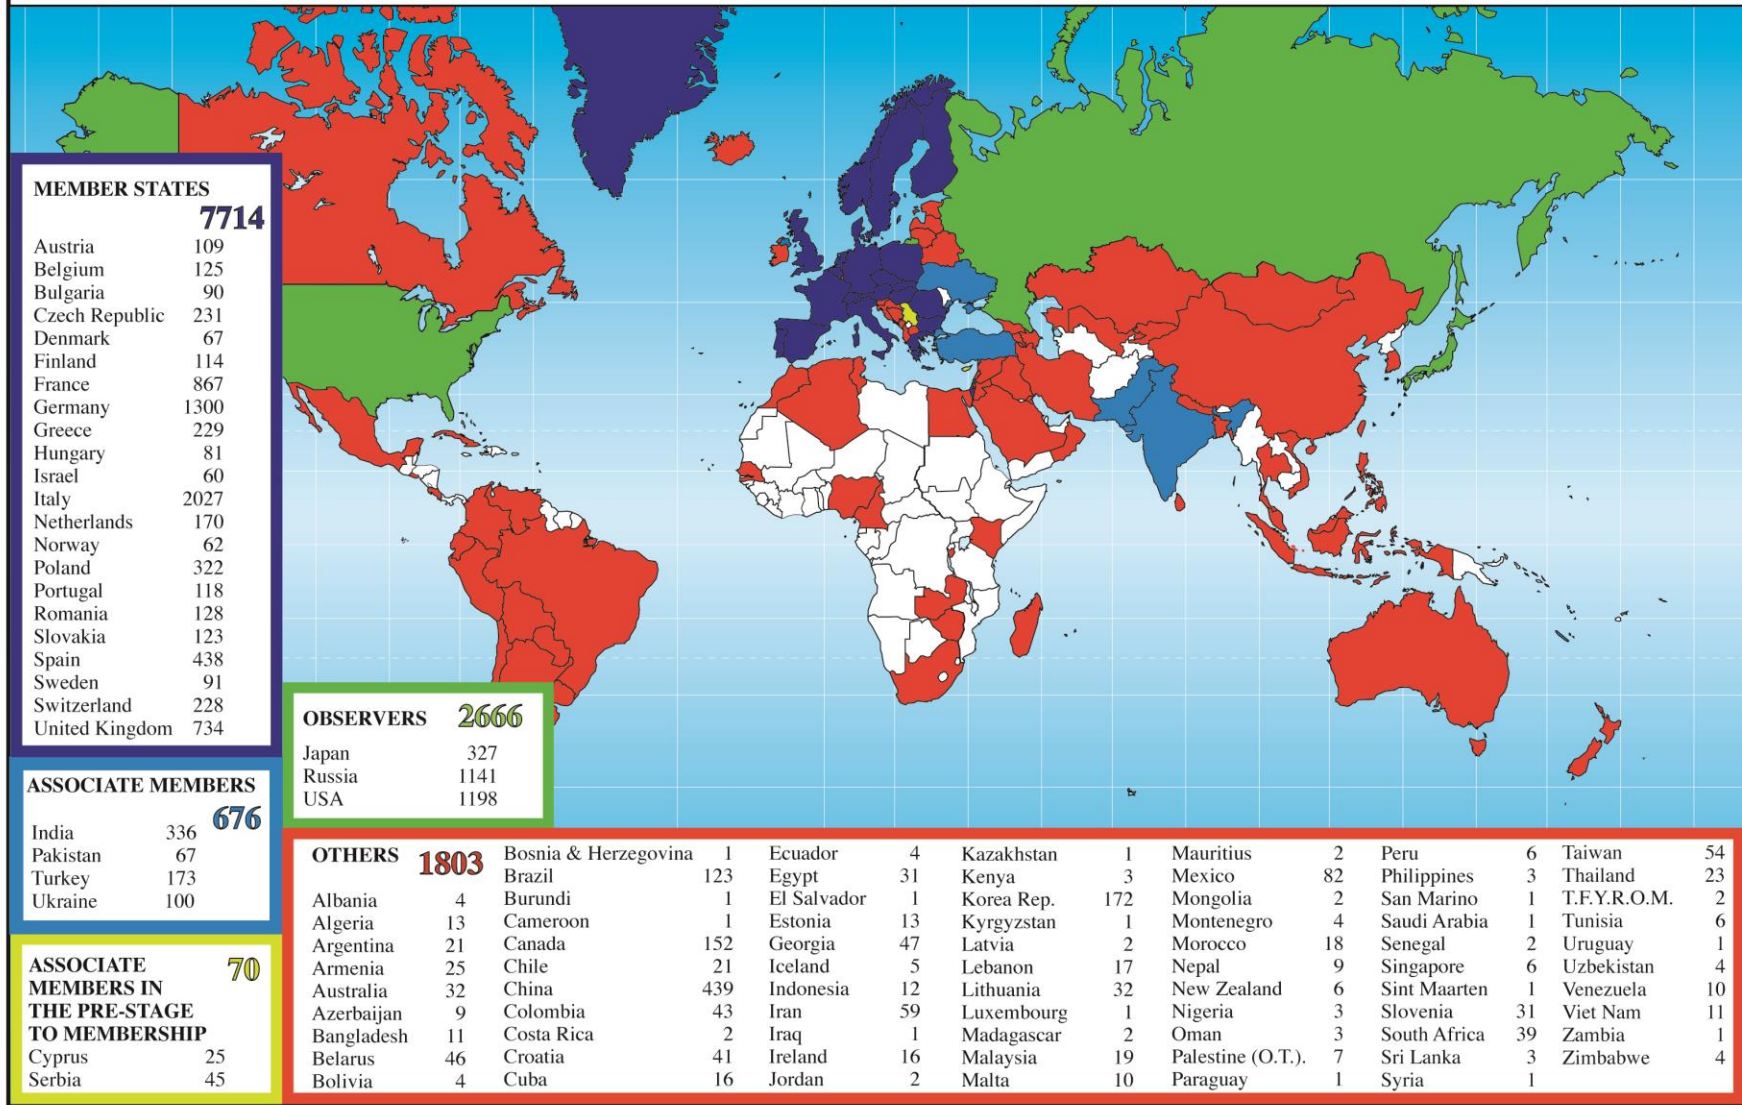 MEMBER STATES
7714
Austria 109
Belgium 125
Bulgaria 90
Czech Republic 231
Denmark 67
Finland 114
France 867
Germany 1300
Greece 229
Hungary 81
Israel 60
Italy 2027
Netherlands 170
Norway 62
Poland 322
Portugal 118
Romania 128
Slovakia 123
Spain 438
Sweden 91
Switzerland 228
United Kingdom 734
ASSOCIATE MEMBERS
676
India 336
Pakistan 67
Turkey 173
Ukraine 100
ASSOCIATE 70
MEMBERS IN
THE PRE-STAGE
TO MEMBERSHIP
Cyprus 25
Serbia 45
OBSERVERS 2666
Japan 327
Russia 1141
USA 1198
OTHERS 1803
Albania 4
Algeria 13
Argentina 21
Armenia 25
Australia 32
Azerbaijan 9
Bangladesh 11
Belarus 46
Bolivia 4
Bosnia & Herzegovina 1
Brazil 123
Burundi 1
Cameroon 1
Canada 152
Chile 21
China 439
Colombia 43
Costa Rica 2
Croatia 41
Cuba 16
Ecuador 4
Egypt 31
El Salvador 1
Estonia 13
Georgia 47
Iceland 5
Indonesia 12
Iran 59
Iraq 1
Ireland 16
Jordan 2
Kazakhstan 1
Kenya 3
Korea Rep. 172
Kyrgyzstan 1
Latvia 2
Lebanon 17
Lithuania 32
Luxembourg 1
Madagascar 2
Malaysia 19
Malta 10
Mauritius 2
Mexico 82
Mongolia 2
Montenegro 4
Morocco 18
Nepal 9
New Zealand 6
Nigeria 3
Oman 3
Palestine (O.T.). 7
Paraguay 1
Peru 6
Philippines 3
San Marino 1
Saudi Arabia 1
Senegal 2
Singapore 6
Sint Maarten 1
Slovenia 31
South Africa 39
Sri Lanka 3
Syria 1
Taiwan 54
Thailand 23
T.F.Y.R.O.M. 2
Tunisia 6
Uruguay 1
Uzbekistan 4
Venezuela 10
Viet Nam 11
Zambia 1
Zimbabwe 4